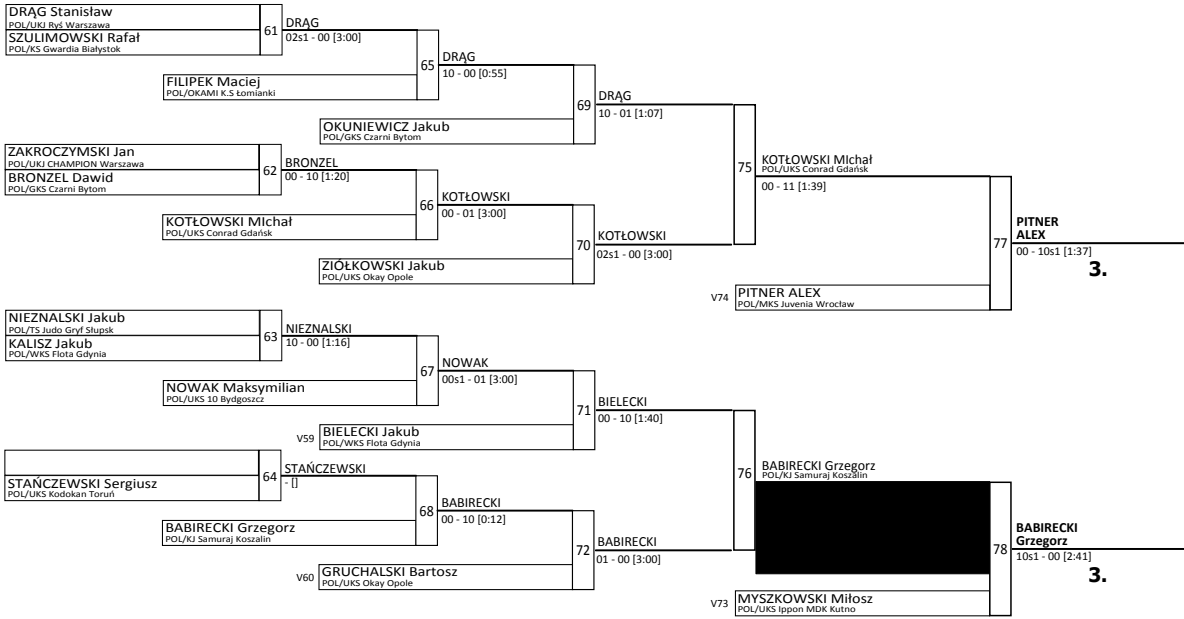 DRĄG Stanisław
POL/UKJ Ryś Warszawa
SZULIMOWSKI Rafał
POL/KS Gwardia Białystok
61
DRĄG
02s1 - 00 [3:00]
FILIPEK Maciej
POL/OKAMI K.S Łomianki
65
DRĄG
10 - 00 [0:55]
OKUNIEWICZ Jakub
POL/GKS Czarni Bytom
69
DRĄG
10 - 01 [1:07]
ZAKROCZYMSKI Jan
POL/UKJ CHAMPION Warszawa
BRONZEL Dawid
POL/GKS Czarni Bytom
62
BRONZEL
00 - 10 [1:20]
KOTŁOWSKI MIchał
POL/UKS Conrad Gdańsk
66
KOTŁOWSKI
00 - 01 [3:00]
ZIÓŁKOWSKI Jakub
POL/UKS Okay Opole
70
KOTŁOWSKI
02s1 - 00 [3:00]
75
KOTŁOWSKI MIchał
POL/UKS Conrad Gdańsk
00 - 11 [1:39]
V74
PITNER ALEX
POL/MKS Juvenia Wrocław
77
PITNER
ALEX
00 - 10s1 [1:37]
3.
NIEZNALSKI Jakub
POL/TS Judo Gryf Słupsk
KALISZ Jakub
POL/WKS Flota Gdynia
63
NIEZNALSKI
10 - 00 [1:16]
NOWAK Maksymilian
POL/UKS 10 Bydgoszcz
67
NOWAK
00s1 - 01 [3:00]
V59
BIELECKI Jakub
POL/WKS Flota Gdynia
71
BIELECKI
00 - 10 [1:40]
STAŃCZEWSKI Sergiusz
POL/UKS Kodokan Toruń
64
STAŃCZEWSKI
- []
BABIRECKI Grzegorz
POL/KJ Samuraj Koszalin
68
BABIRECKI
00 - 10 [0:12]
V60
GRUCHALSKI Bartosz
POL/UKS Okay Opole
72
BABIRECKI
01 - 00 [3:00]
76
BABIRECKI Grzegorz
POL/KJ Samuraj Koszalin
V73
MYSZKOWSKI Miłosz
POL/UKS Ippon MDK Kutno
78
BABIRECKI
Grzegorz
10s1 - 00 [2:41]
3.